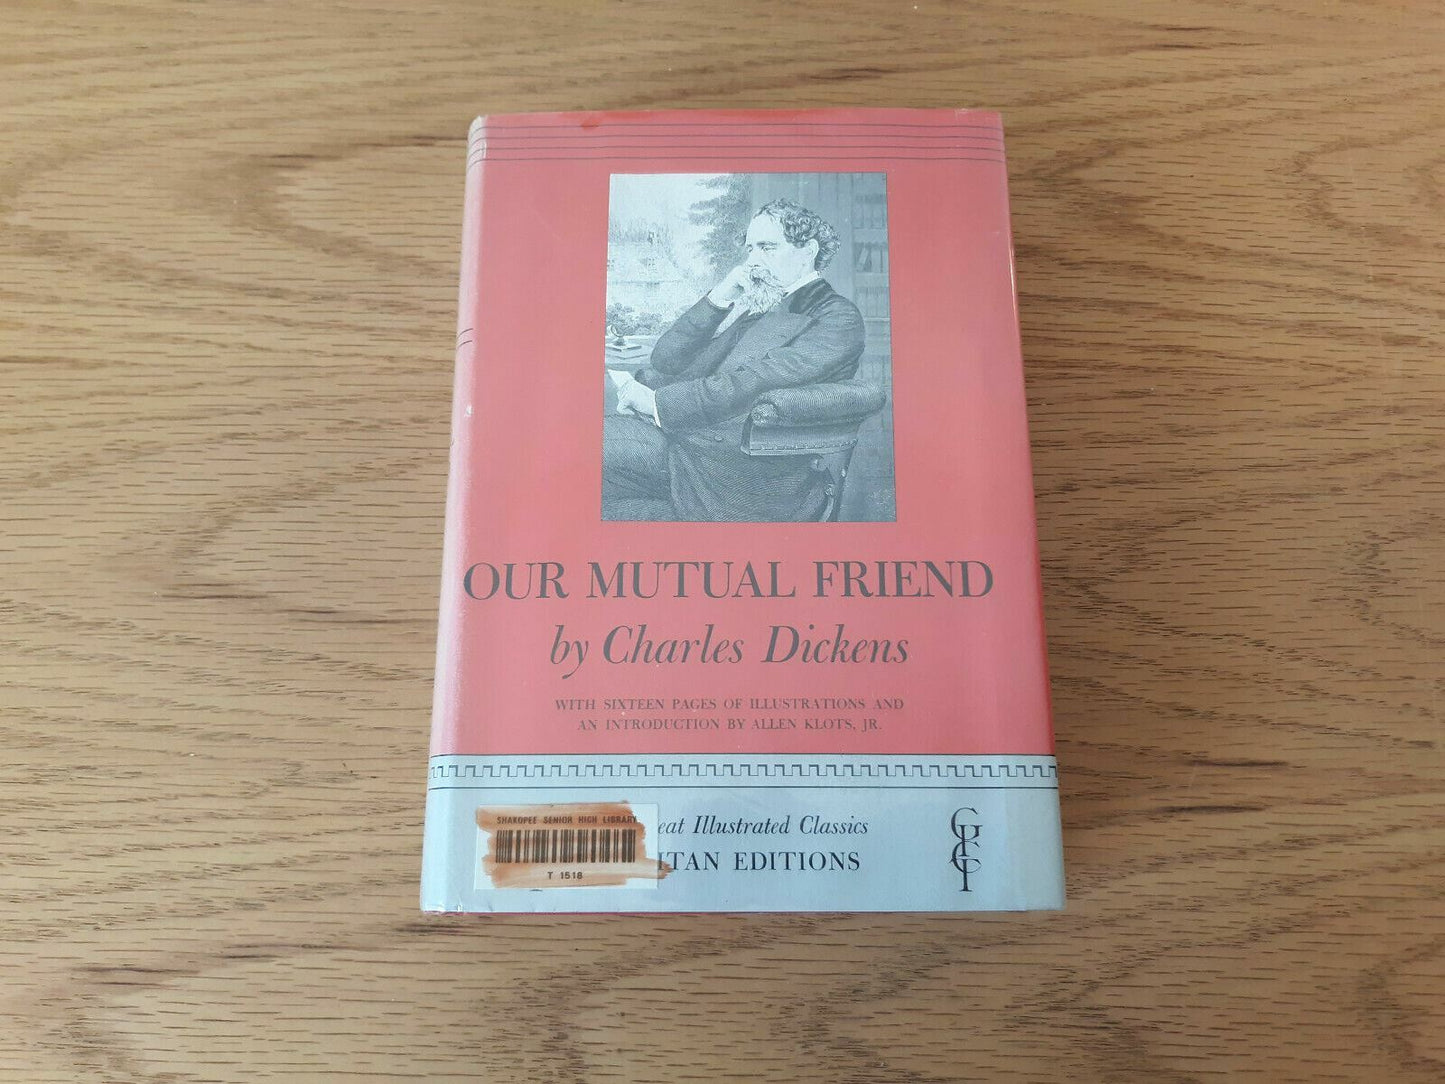 OUR MUTUAL FRIEND
by Charles Dickens
WITH SIXTEEN PAGES OF ILLUSTRATIONS AND
AN INTRODUCTION BY ALLEN KLOTS, JR.
SHAKOPEE SENIOR HIGH LIBRARY
T 1518
eat Illustrated Classics
ITAN EDITIONS